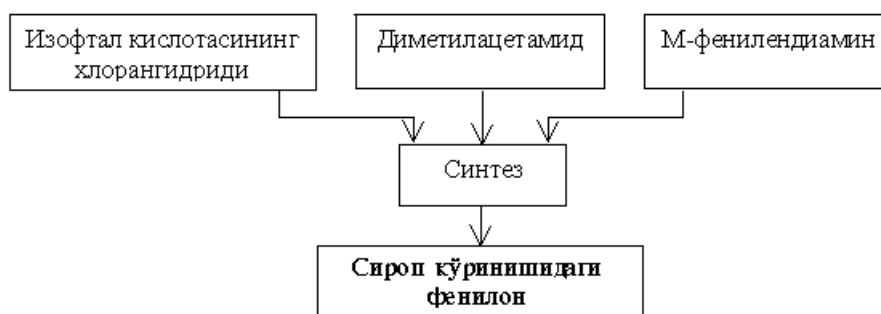 Изофтал кислотасининг
хлорангидриди
Диметилацетамид
М-фенилендиамин
Синтез
Сироп кўринишидаги
фенилон